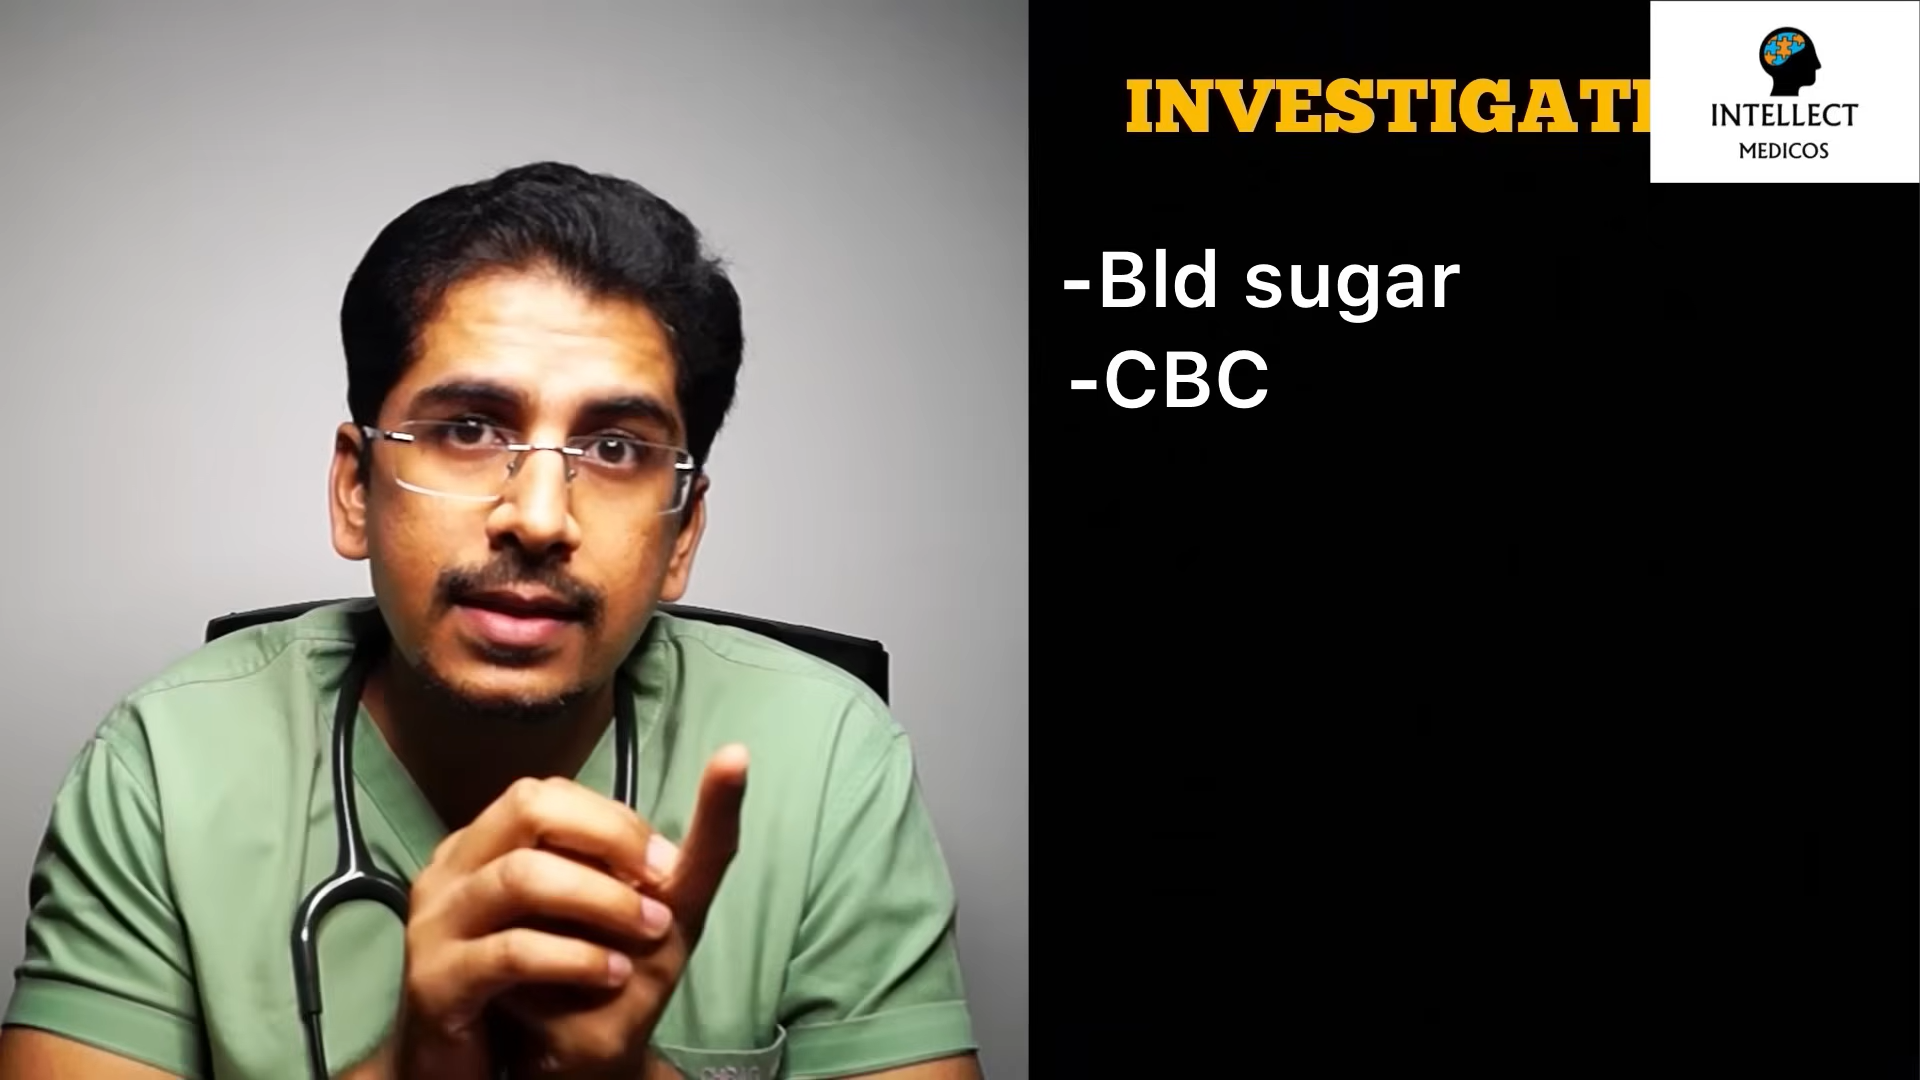 INVESTIGATI
INTELLECT
MEDICOS
-Bld sugar
-CBC